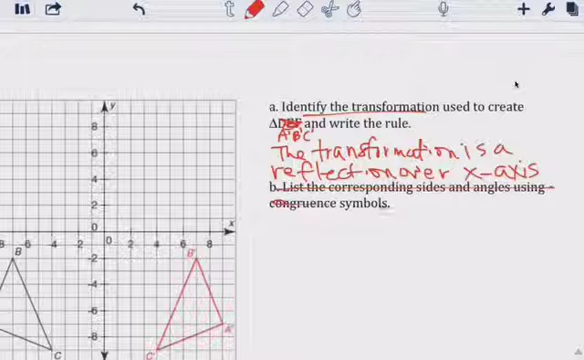 t
a. Identify the transformation used to create
ΔDEF and write the rule.
A'B'C'
The transformation is a
reflection over x-axis
b. List the corresponding sides and angles using
congruence symbols.
y
8
6
4
2
0
x
8 6 4 2 0 2 4 6 8
-2
-4
-6
-8
B
C
B'
A'
C'